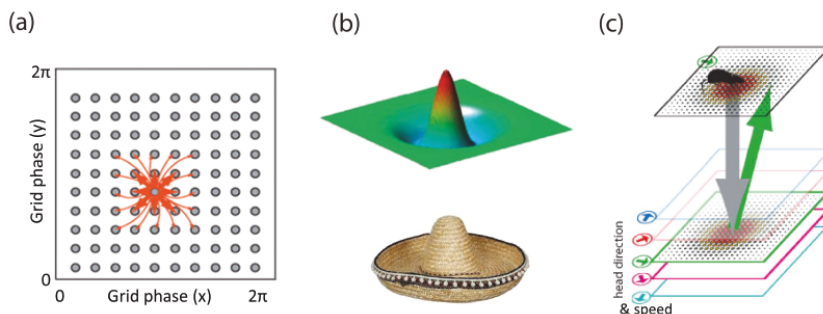 (a)
(b)
(c)
2π
Grid phase (y)
0
0
Grid phase (x)
2π
head direction
& speed